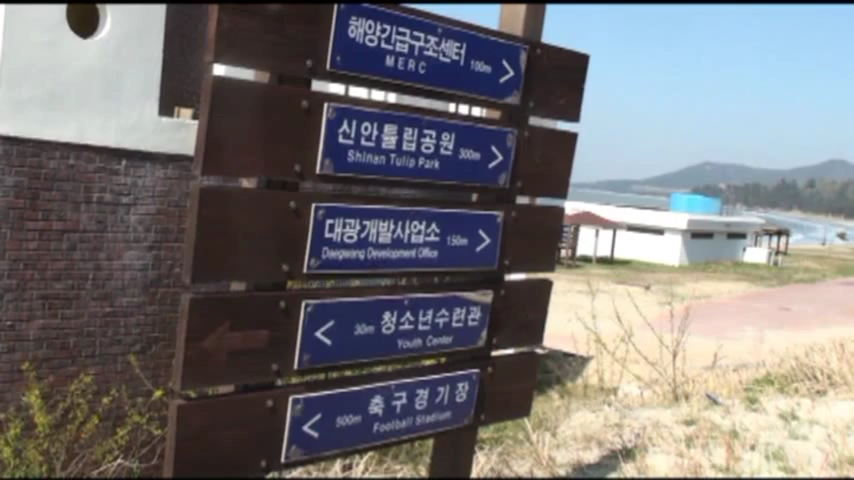 해양긴급구조센터
MERC 100m
신안튤립공원
Shinan Tulip Park 300m
대광개발사업소
Daegwang Development Office 150m
30m 청소년수련관
Youth Center
500m 축구경기장
Football Stadium